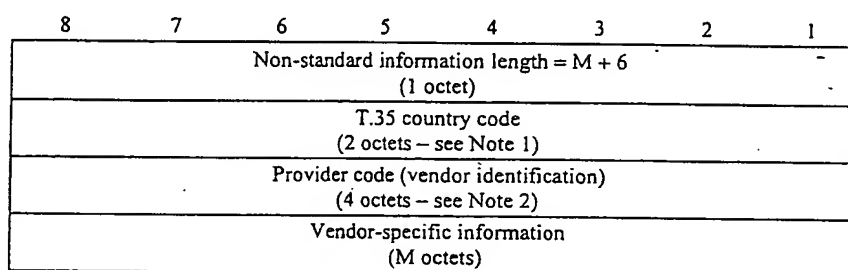 8 7 6 5 4 3 2 1
Non-standard information length = M + 6
(1 octet)
T.35 country code
(2 octets – see Note 1)
Provider code (vendor identification)
(4 octets – see Note 2)
Vendor-specific information
(M octets)